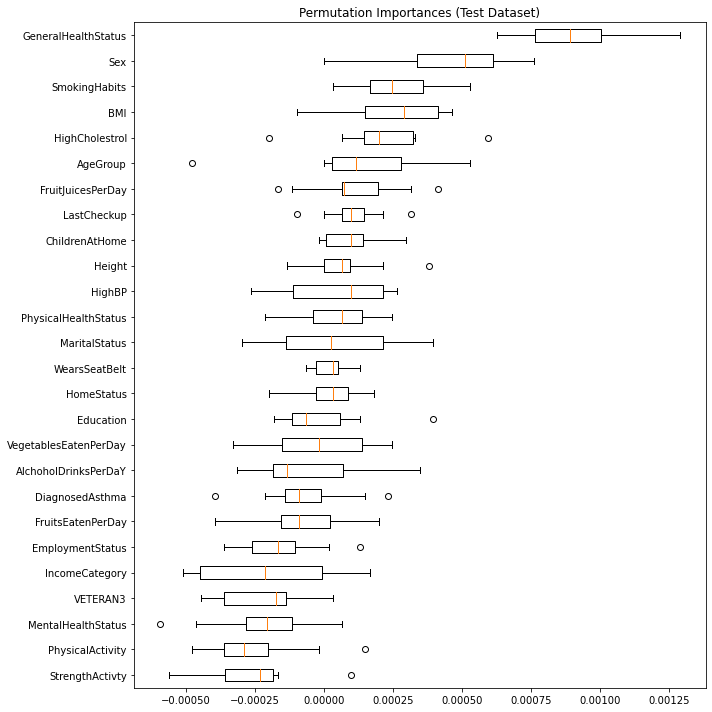 Permutation Importances (Test Dataset)
GeneralHealthStatus
Sex
SmokingHabits
BMI
HighCholestrol
AgeGroup
FruitJuicesPerDay
LastCheckup
ChildrenAtHome
Height
HighBP
PhysicalHealthStatus
MaritalStatus
WearsSeatBelt
HomeStatus
Education
VegetablesEatenPerDay
AlchoholDrinksPerDaY
DiagnosedAsthma
FruitsEatenPerDay
EmploymentStatus
IncomeCategory
VETERAN3
MentalHealthStatus
PhysicalActivity
StrengthActivty
−0.00050 −0.00025 0.00000 0.00025 0.00050 0.00075 0.00100 0.00125